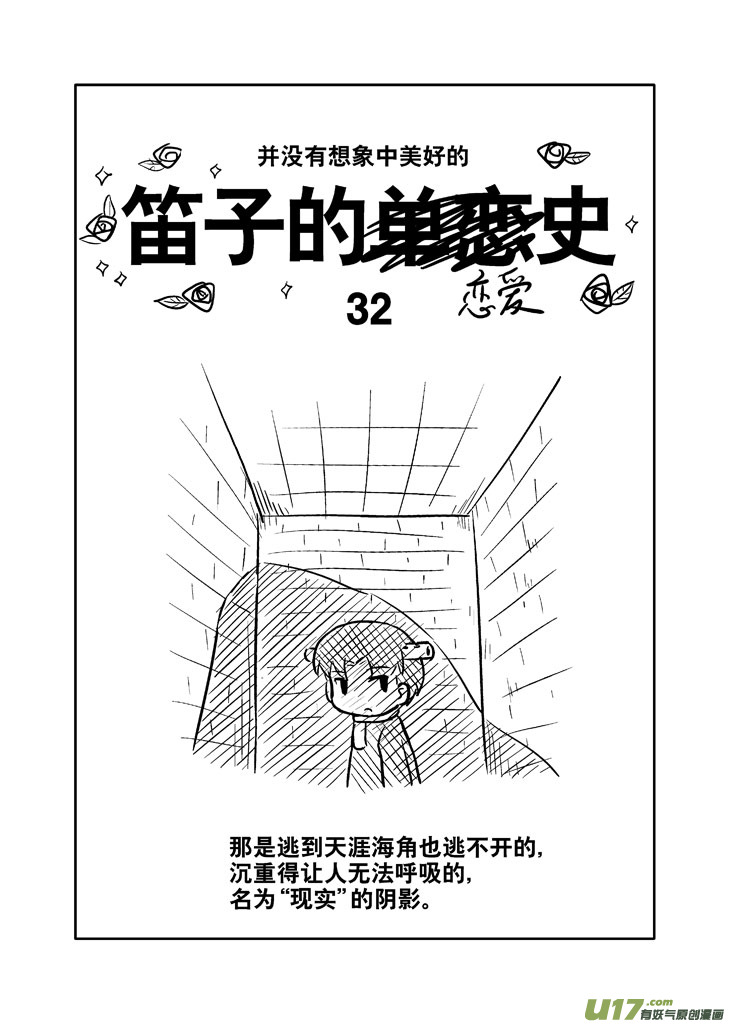 并没有想象中美好的
笛子的单恋史
恋爱
32
那是逃到天涯海角也逃不开的，
沉重得让人无法呼吸的，
名为“现实”的阴影。
U17.com
有妖气原创漫画